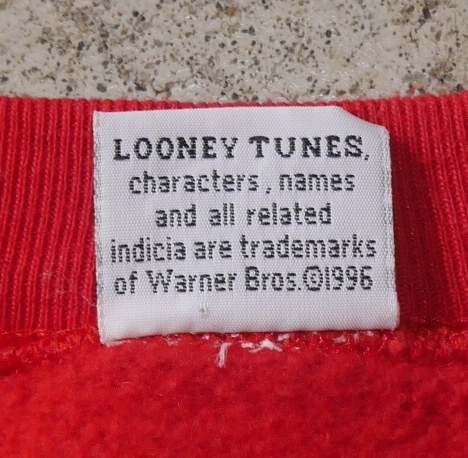 LOONEY TUNES,
characters, names
and all related
indicia are trademarks
of Warner Bros.©1996